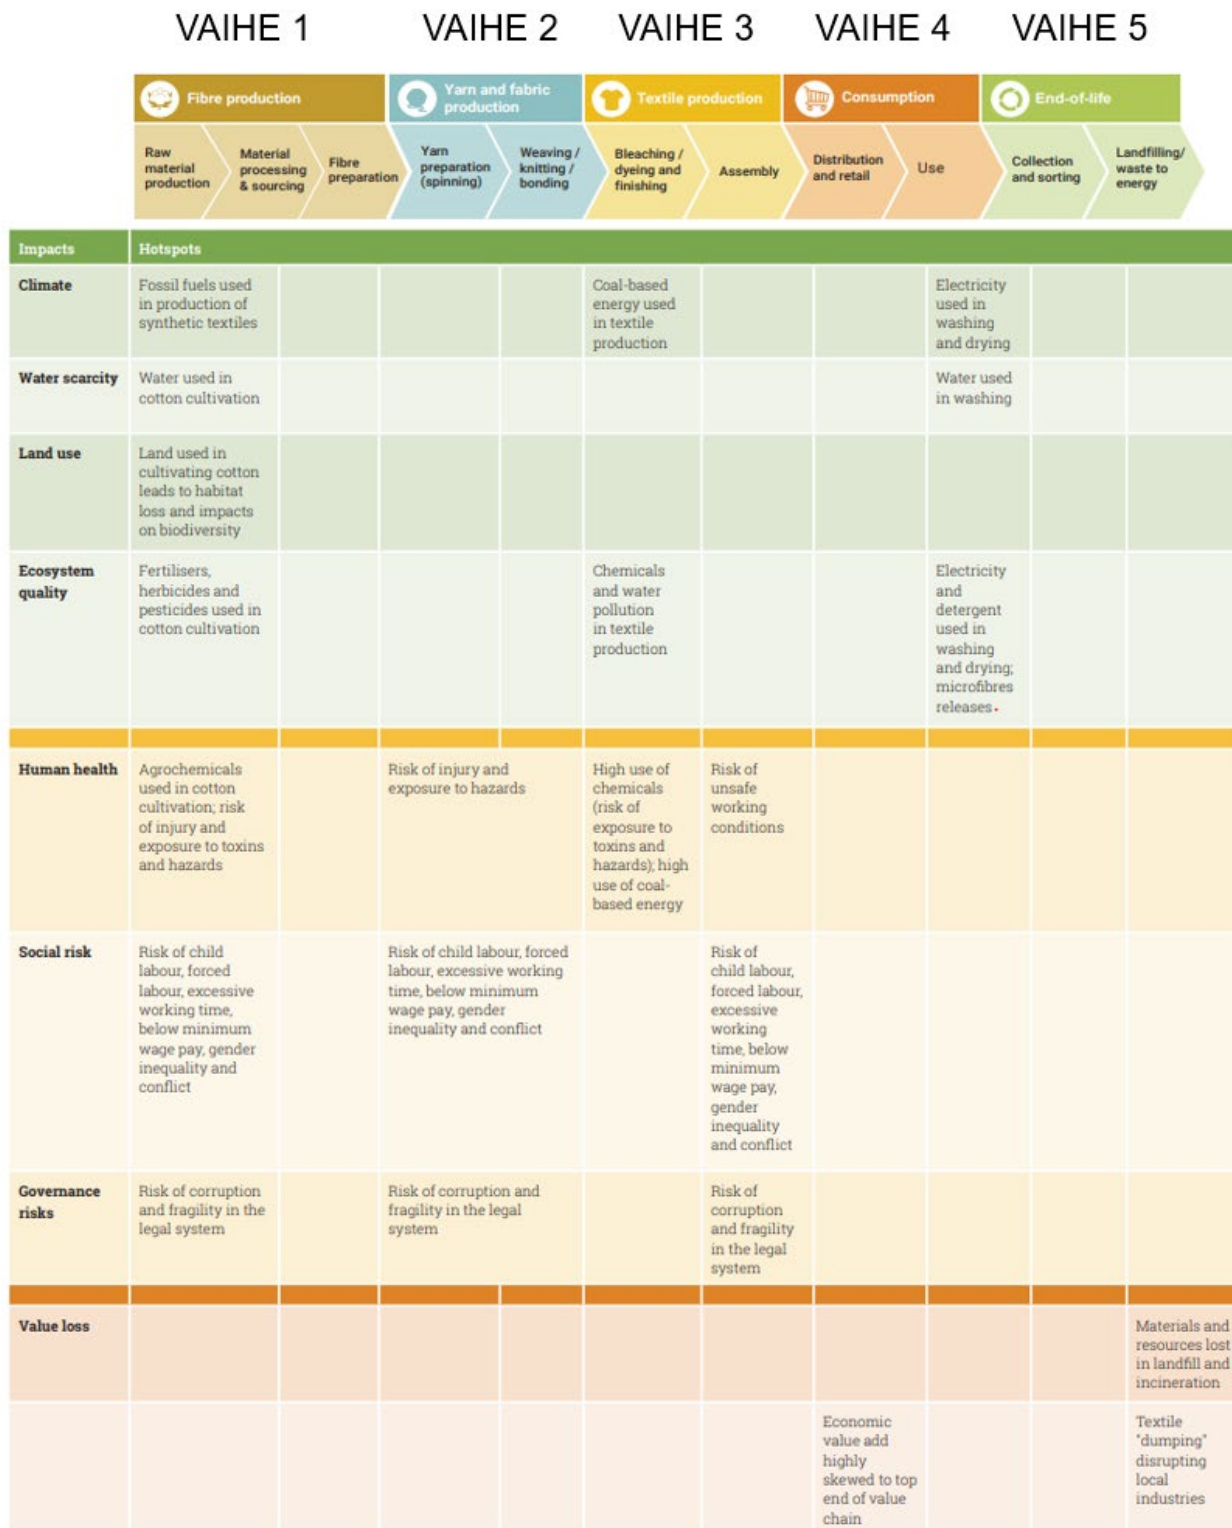 VAIHE 1
VAIHE 2
VAIHE 3
VAIHE 4
VAIHE 5
Fibre production
Yarn and fabric
production
Textile production
Consumption
End-of-life
Raw
material
production
Material
processing
& sourcing
Fibre
preparation
Yarn
preparation
(spinning)
Weaving /
knitting /
bonding
Bleaching /
dyeing and
finishing
Assembly
Distribution
and retail
Use
Collection
and sorting
Landfilling/
waste to
energy
Impacts
Hotspots
Climate
Fossil fuels used
in production of
synthetic textiles
Coal-based
energy used
in textile
production
Electricity
used in
washing
and drying
Water scarcity
Water used in
cotton cultivation
Water used
in washing
Land use
Land used in
cultivating cotton
leads to habitat
loss and impacts
on biodiversity
Ecosystem
quality
Fertilisers,
herbicides and
pesticides used in
cotton cultivation
Chemicals
and water
pollution
in textile
production
Electricity
and
detergent
used in
washing
and drying;
microfibres
releases.
Human health
Agrochemicals
used in cotton
cultivation; risk
of injury and
exposure to toxins
and hazards
Risk of injury and
exposure to hazards
High use of
chemicals
(risk of
exposure to
toxins and
hazards); high
use of coal-
based energy
Risk of
unsafe
working
conditions
Social risk
Risk of child
labour, forced
labour, excessive
working time,
below minimum
wage pay, gender
inequality and
conflict
Risk of child labour, forced
labour, excessive working
time, below minimum
wage pay, gender
inequality and conflict
Risk of
child labour,
forced labour,
excessive
working
time, below
minimum
wage pay,
gender
inequality
and conflict
Governance
risks
Risk of corruption
and fragility in the
legal system
Risk of corruption and
fragility in the legal
system
Risk of
corruption
and fragility
in the legal
system
Value loss
Materials and
resources lost
in landfill and
incineration
Economic
value add
highly
skewed to top
end of value
chain
Textile
"dumping"
disrupting
local
industries